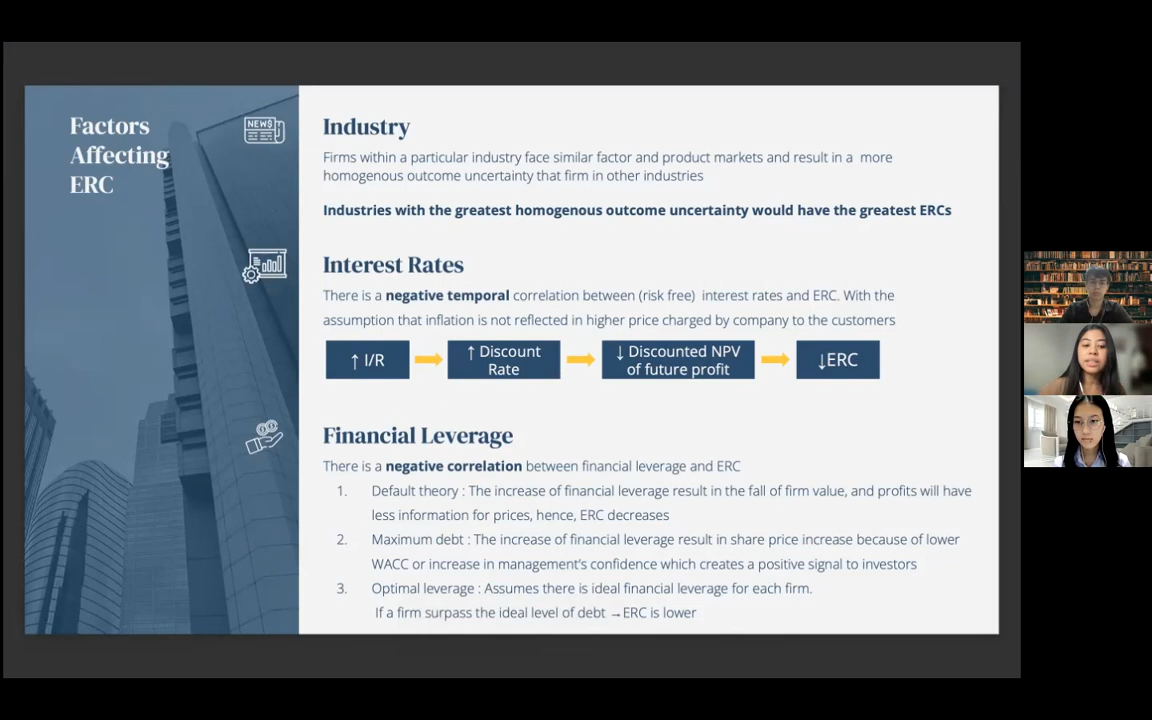 Factors
Affecting
ERC
NEWS
Industry
Firms within a particular industry face similar factor and product markets and result in a more
homogenous outcome uncertainty that firm in other industries
Industries with the greatest homogenous outcome uncertainty would have the greatest ERCs
Interest Rates
There is a negative temporal correlation between (risk free) interest rates and ERC. With the
assumption that inflation is not reflected in higher price charged by company to the customers
↑ I/R
↑ Discount
Rate
↓ Discounted NPV
of future profit
↓ERC
Financial Leverage
There is a negative correlation between financial leverage and ERC
1. Default theory : The increase of financial leverage result in the fall of firm value, and profits will have
less information for prices, hence, ERC decreases
2. Maximum debt : The increase of financial leverage result in share price increase because of lower
WACC or increase in management's confidence which creates a positive signal to investors
3. Optimal leverage : Assumes there is ideal financial leverage for each firm.
If a firm surpass the ideal level of debt →ERC is lower